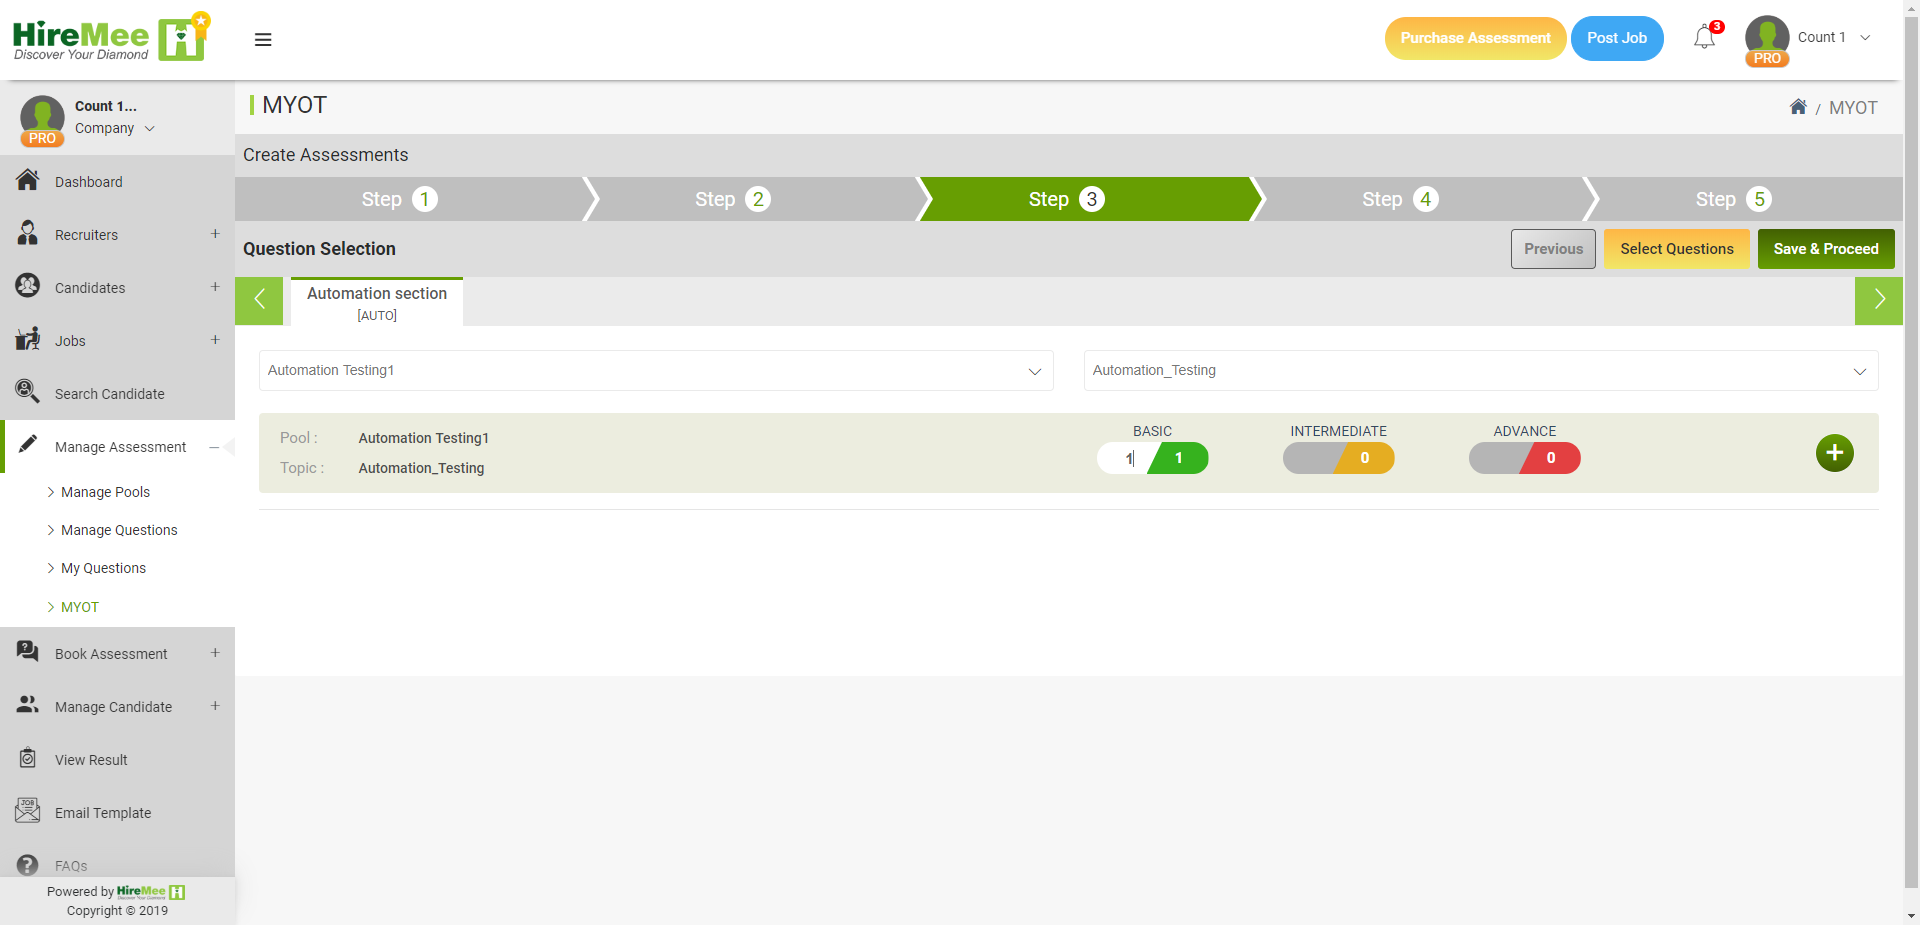 HireMee
Discover Your Diamond
Purchase Assessment
Post Job
3
PRO
Count 1
Count 1...
Company
PRO
MYOT
/ MYOT
Create Assessments
Step 1
Step 2
Step 3
Step 4
Step 5
Question Selection
Previous
Select Questions
Save & Proceed
Automation section
[AUTO]
Automation Testing1
Automation_Testing
Pool :
Automation Testing1
Topic :
Automation_Testing
BASIC
1
1
INTERMEDIATE
0
ADVANCE
0
Dashboard
Recruiters
Candidates
Jobs
Search Candidate
Manage Assessment
Manage Pools
Manage Questions
My Questions
MYOT
Book Assessment
Manage Candidate
View Result
JOB
Email Template
FAQs
Powered by HireMee
Discover Your Diamond
Copyright © 2019